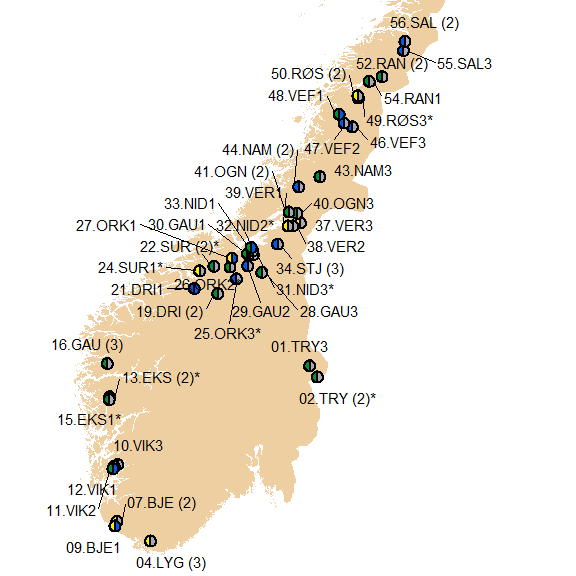 56.SAL (2)
52.RAN (2)
55.SAL3
50.RØS (2)
54.RAN1
48.VEF1
49.RØS3*
47.VEF2
46.VEF3
44.NAM (2)
41.OGN (2)
43.NAM3
39.VER1
33.NID1
40.OGN3
27.ORK1
30.GAU1
32.NID2*
37.VER3
22.SUR (2)*
38.VER2
24.SUR1*
34.STJ (3)
26.ORK2
21.DRI1
31.NID3*
19.DRI (2)
29.GAU2
28.GAU3
25.ORK3*
16.GAU (3)
01.TRY3
13.EKS (2)*
02.TRY (2)*
15.EKS1*
10.VIK3
12.VIK1
07.BJE (2)
11.VIK2
09.BJE1
04.LYG (3)